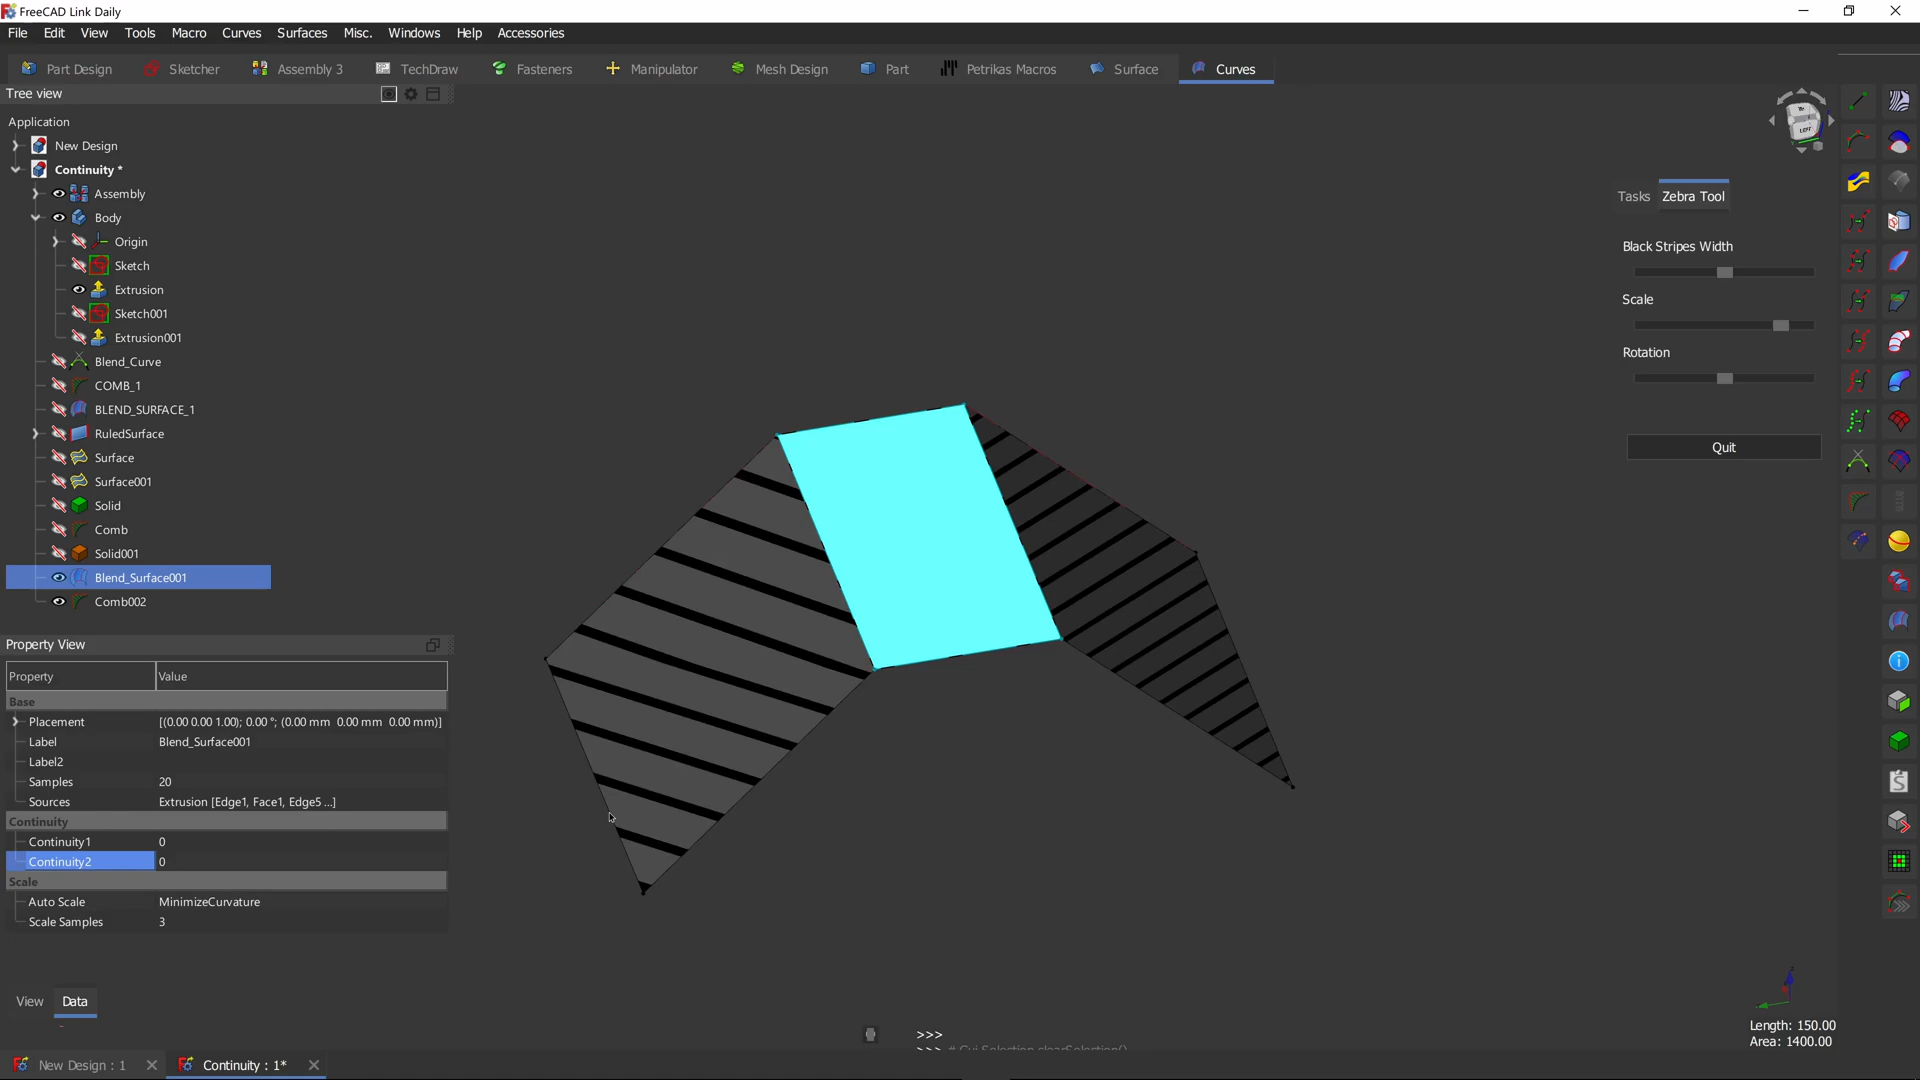 FreeCAD Link Daily
File Edit View Tools Macro Curves Surfaces Misc. Windows Help Accessories
Part Design Sketcher Assembly 3 TechDraw Fasteners Manipulator Mesh Design Part Petrikas Macros Surface Curves
Tree view
Application
New Design
Continuity *
Assembly
Body
Origin
Sketch
Extrusion
Sketch001
Extrusion001
Blend_Curve
COMB_1
BLEND_SURFACE_1
RuledSurface
Surface
Surface001
Solid
Comb
Solid001
Blend_Surface001
Comb002
Property View
Property Value
Base
Placement [(0.00 0.00 1.00); 0.00 °; (0.00 mm 0.00 mm 0.00 mm)]
Label Blend_Surface001
Label2
Samples 20
Sources Extrusion [Edge1, Face1, Edge5 ...]
Continuity
Continuity1 0
Continuity2 0
Scale
Auto Scale MinimizeCurvature
Scale Samples 3
View Data
New Design : 1 Continuity : 1*
LEFT
Tasks Zebra Tool
Black Stripes Width
Scale
Rotation
Quit
>>>
>>> # Gui.Selection.clearSelection()
Length: 150.00
Area: 1400.00